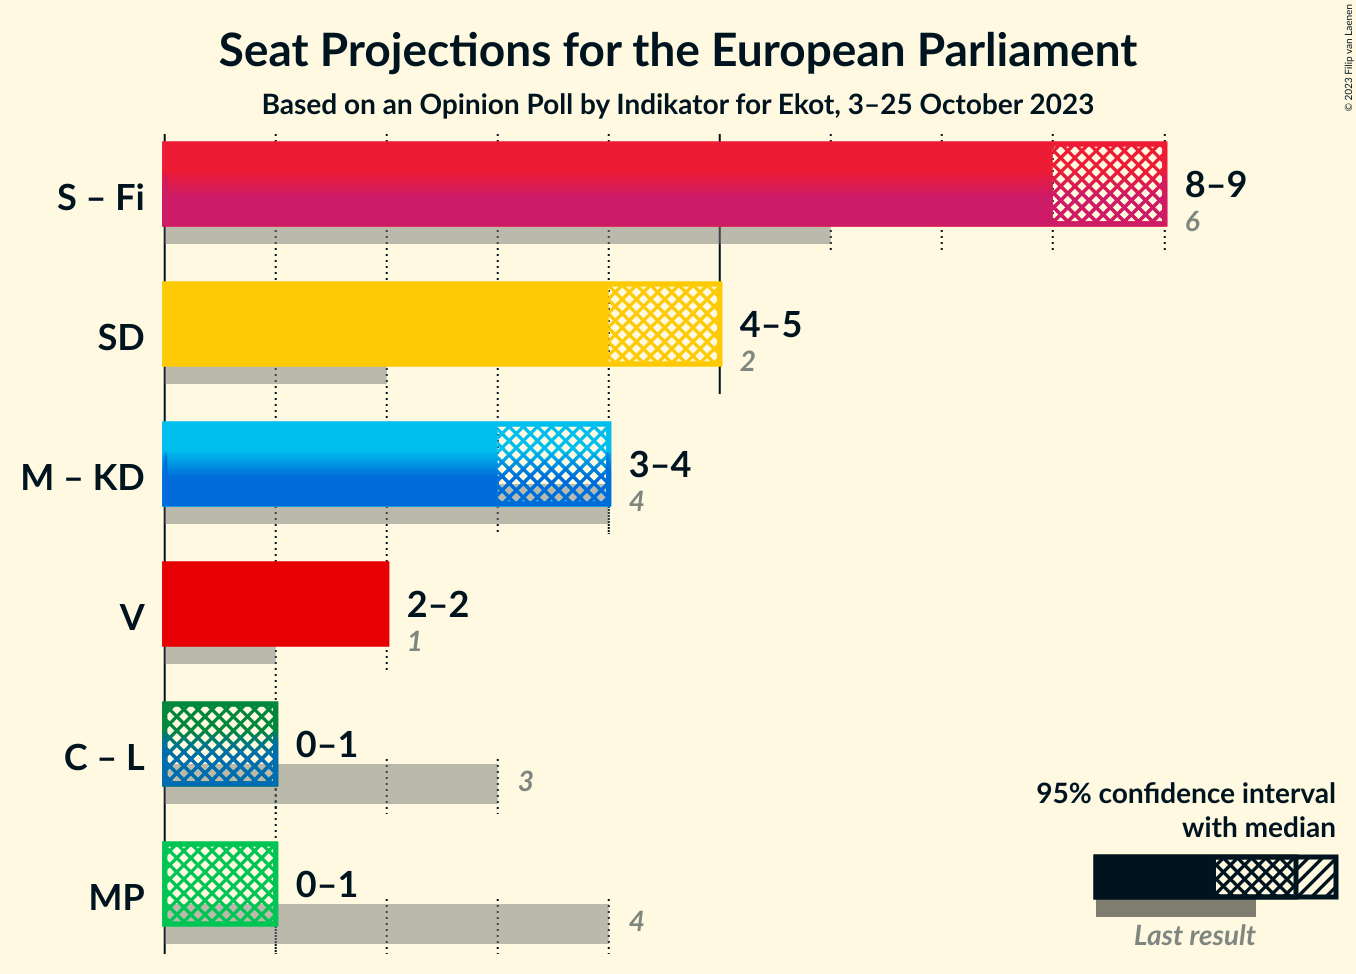 Seat Projections for the European Parliament
Based on an Opinion Poll by Indikator for Ekot, 3–25 October 2023
© 2023 Filip van Laenen
S – Fi
8–9
6
SD
4–5
2
M – KD
3–4
4
V
2–2
1
C – L
0–1
3
MP
0–1
4
95% confidence interval
with median
Last result